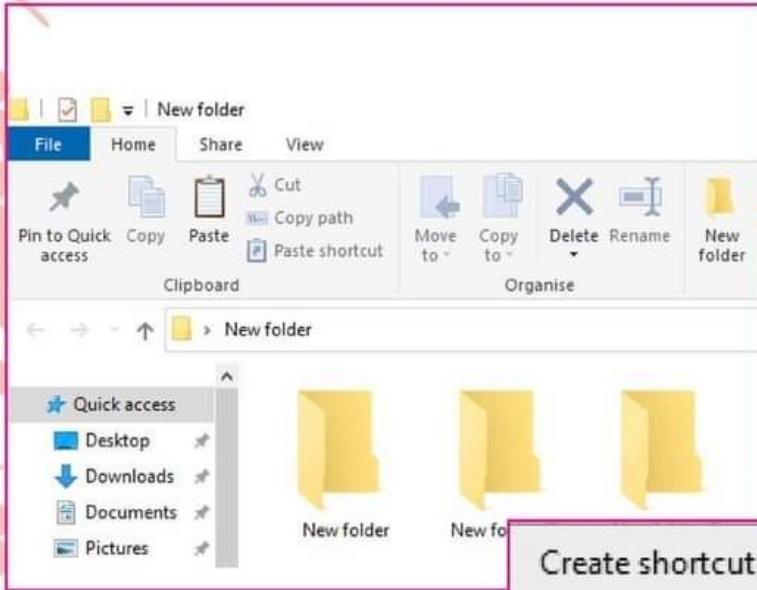 New folder
File Home Share View
Pin to Quick access
Copy
Paste
Cut
Copy path
Paste shortcut
Clipboard
Move to
Copy to
Delete
Rename
Organise
New folder
New folder
Quick access
Desktop
Downloads
Documents
Pictures
New folder
New fo
Create shortcut